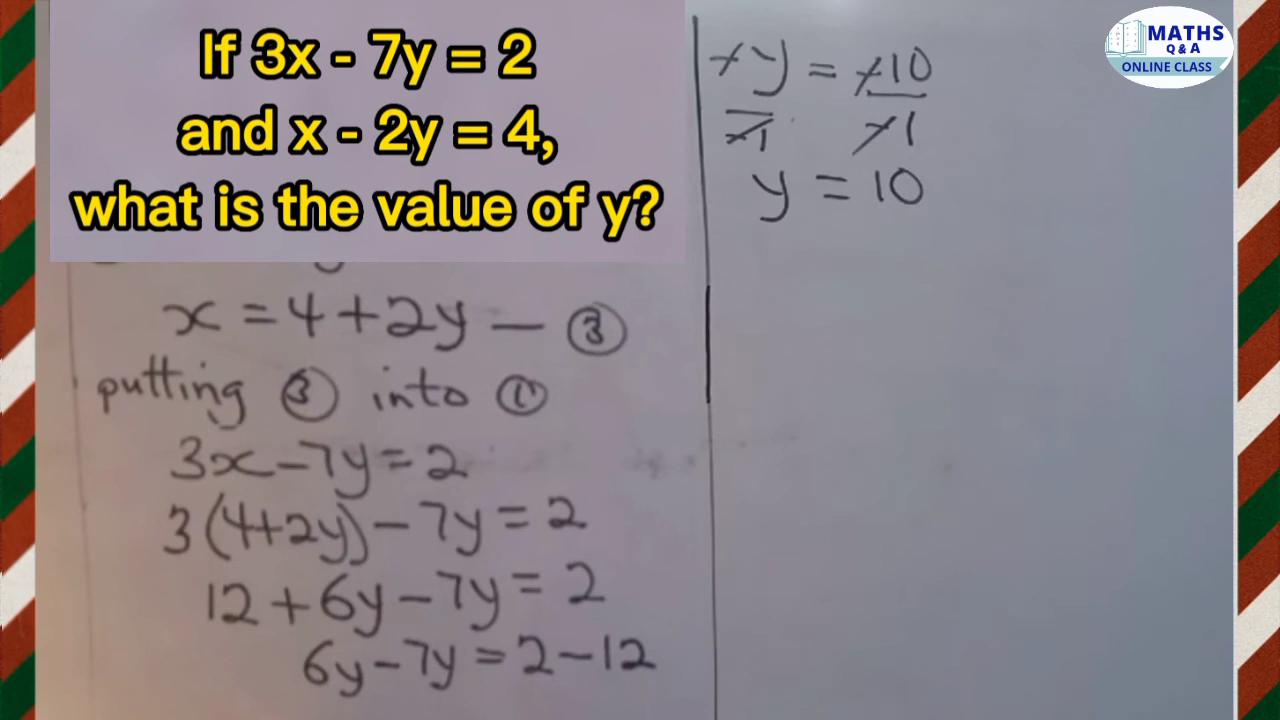 If 3x - 7y = 2
and x - 2y = 4,
what is the value of y?
x = 4 + 2y — ③
putting ③ into ①
3x - 7y = 2
3(4+2y) - 7y = 2
12 + 6y - 7y = 2
6y - 7y = 2 - 12
-y = -10
-1 -1
y = 10
MATHS
Q & A
ONLINE CLASS